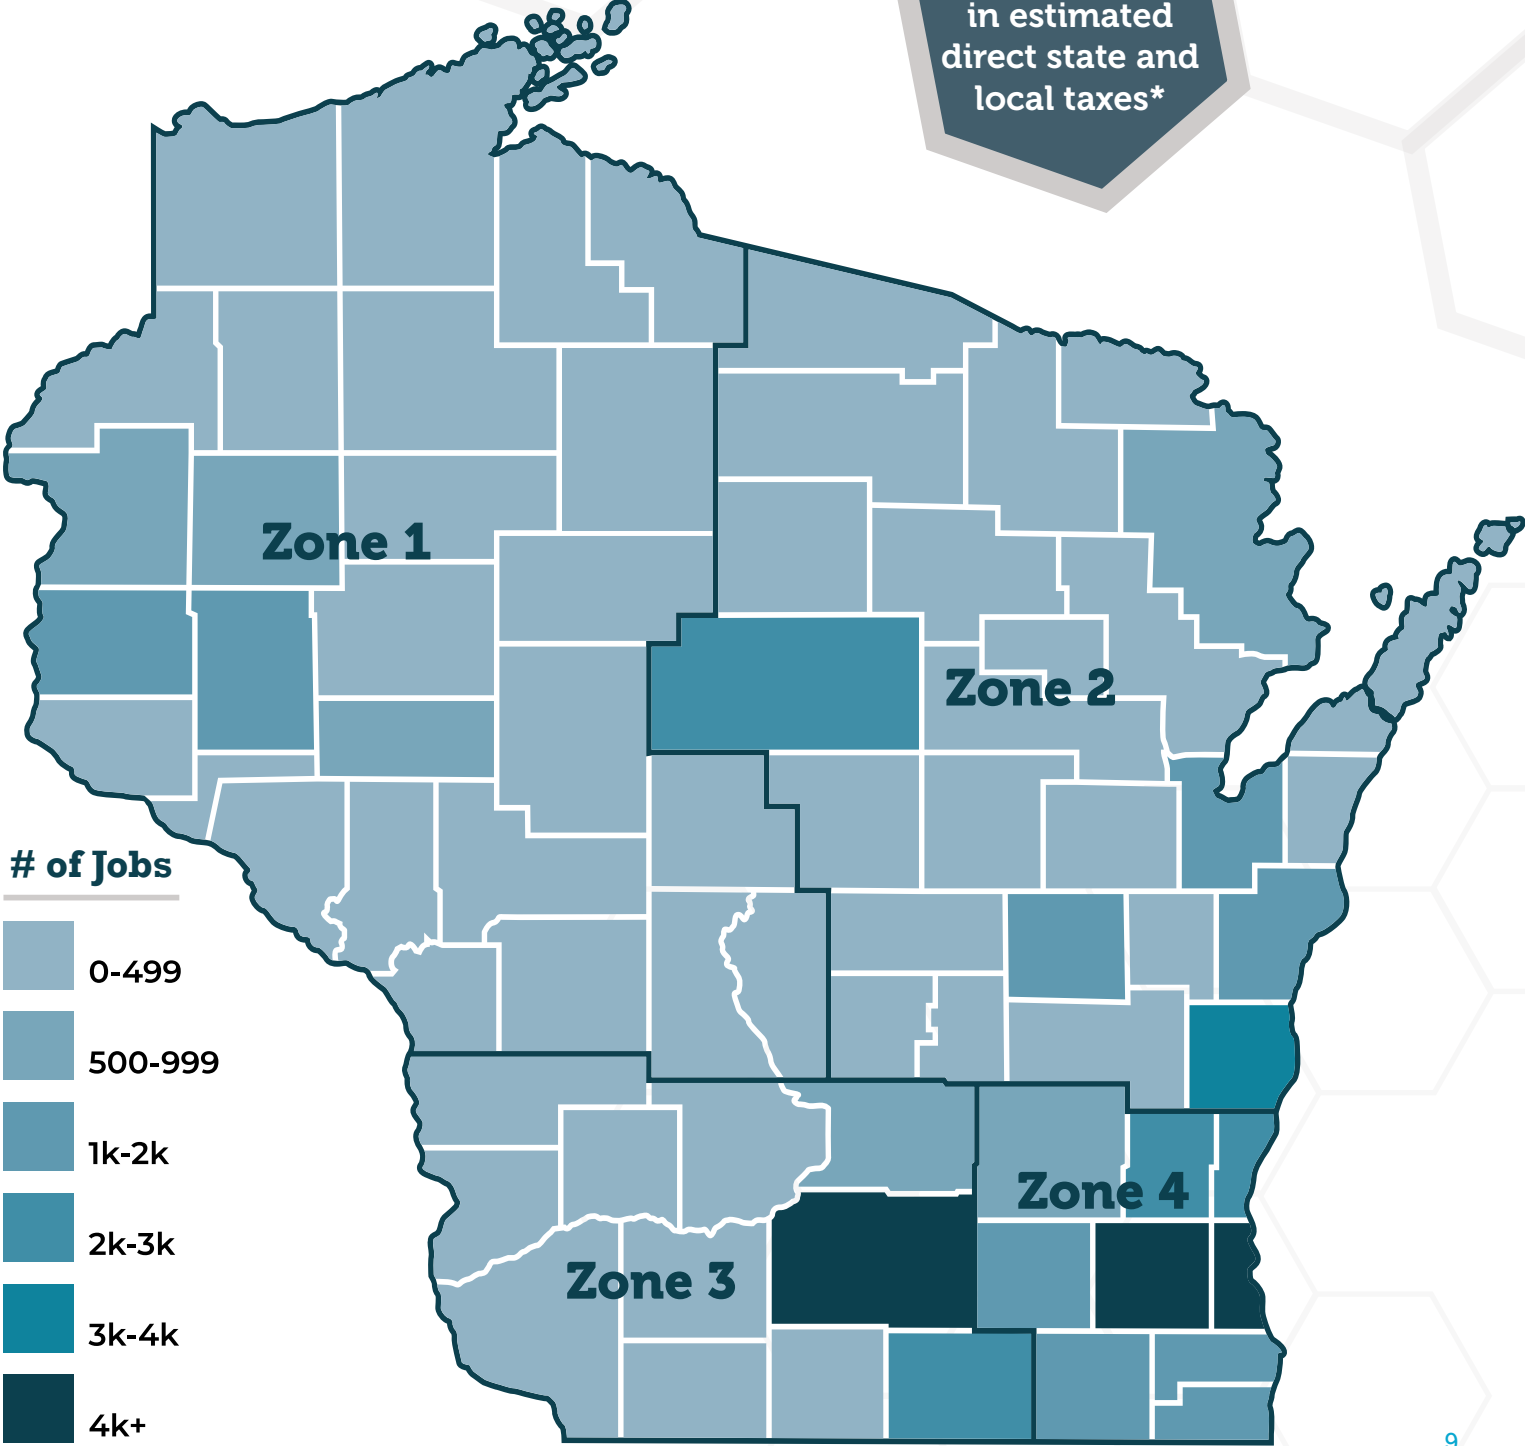 in estimated
direct state and
local taxes*
Zone 1
Zone 2
# of Jobs
0-499
500-999
1k-2k
Zone 4
2k-3k
Zone 3
3k-4k
4k+
9